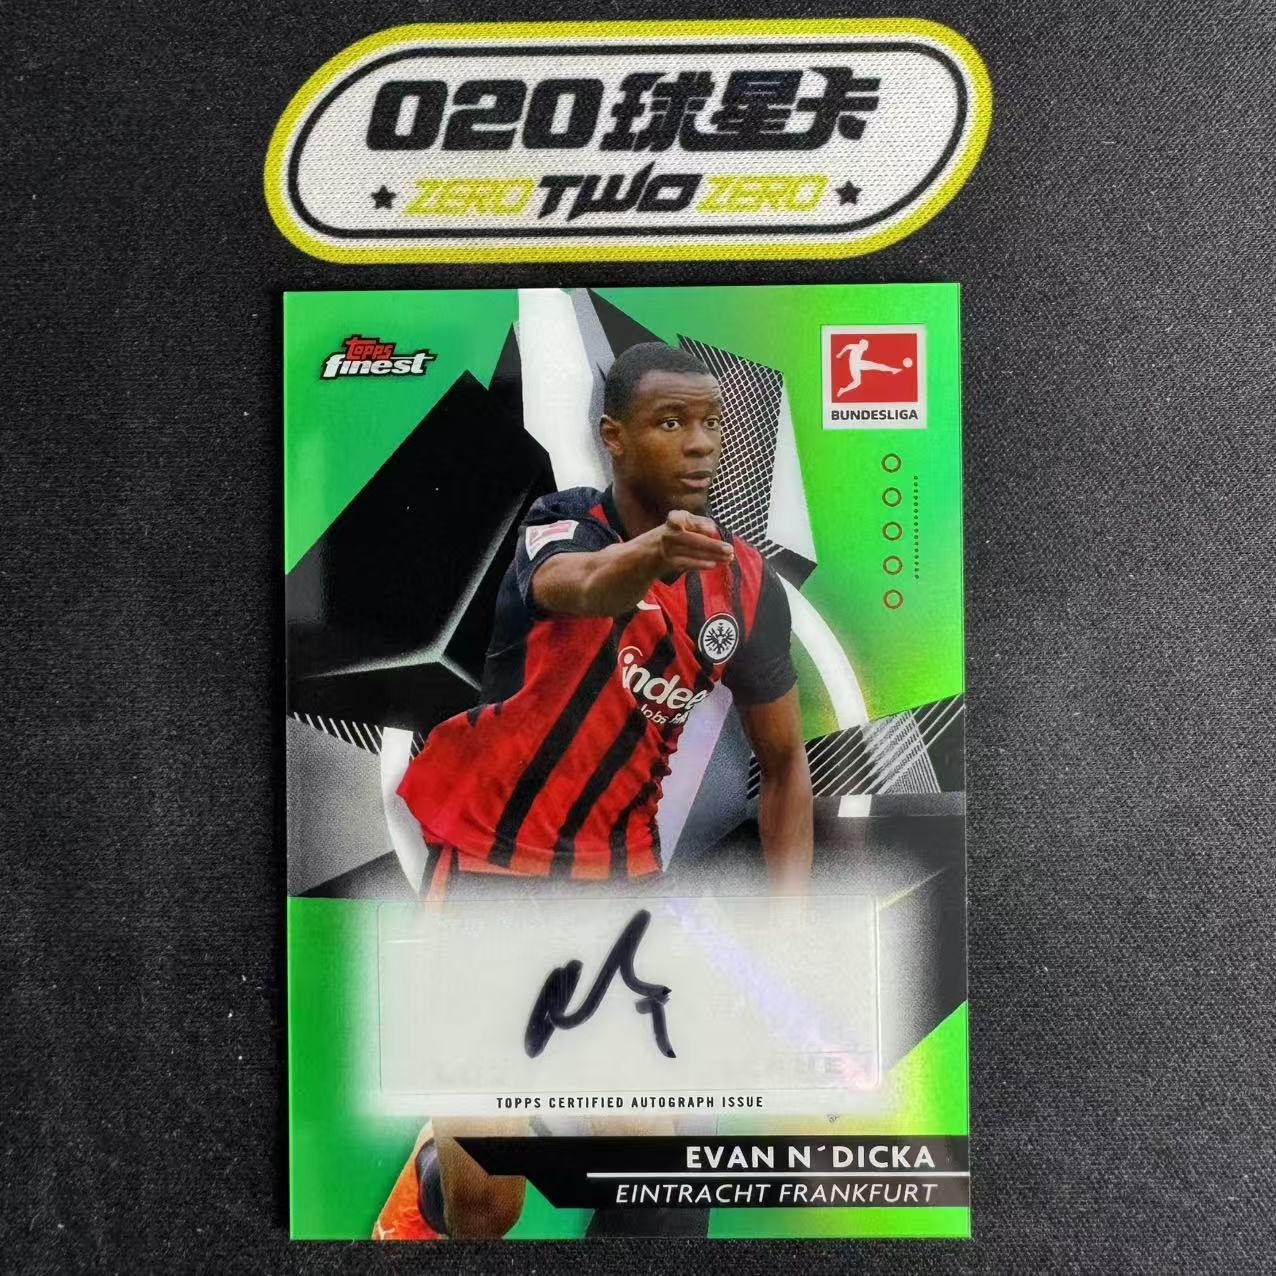 020球星卡
ZERO TWO ZERO
topps
finest
BUNDESLIGA
indeed
TOPPS CERTIFIED AUTOGRAPH ISSUE
EVAN N´DICKA
EINTRACHT FRANKFURT